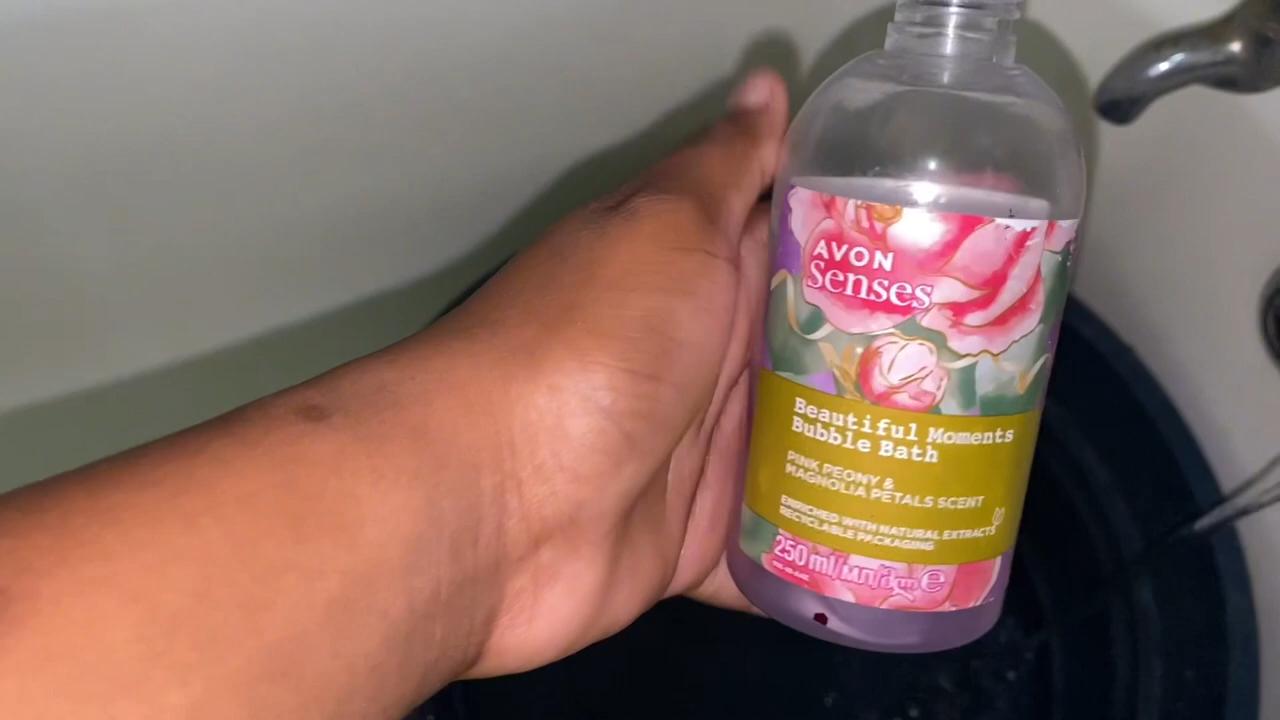 AVON
senses
Beautiful Moments
Bubble Bath
PINK PEONY &
MAGNOLIA PETALS SCENT
ENRICHED WITH NATURAL EXTRACTS
RECYCLABLE PACKAGING
250 ml/мл/